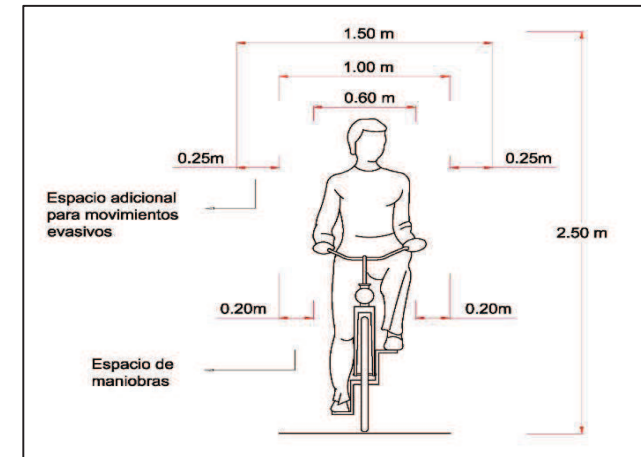 1.50 m
1.00 m
0.60 m
0.25m
0.25m
Espacio adicional
para movimientos
evasivos
2.50 m
0.20m
0.20m
Espacio de
maniobras